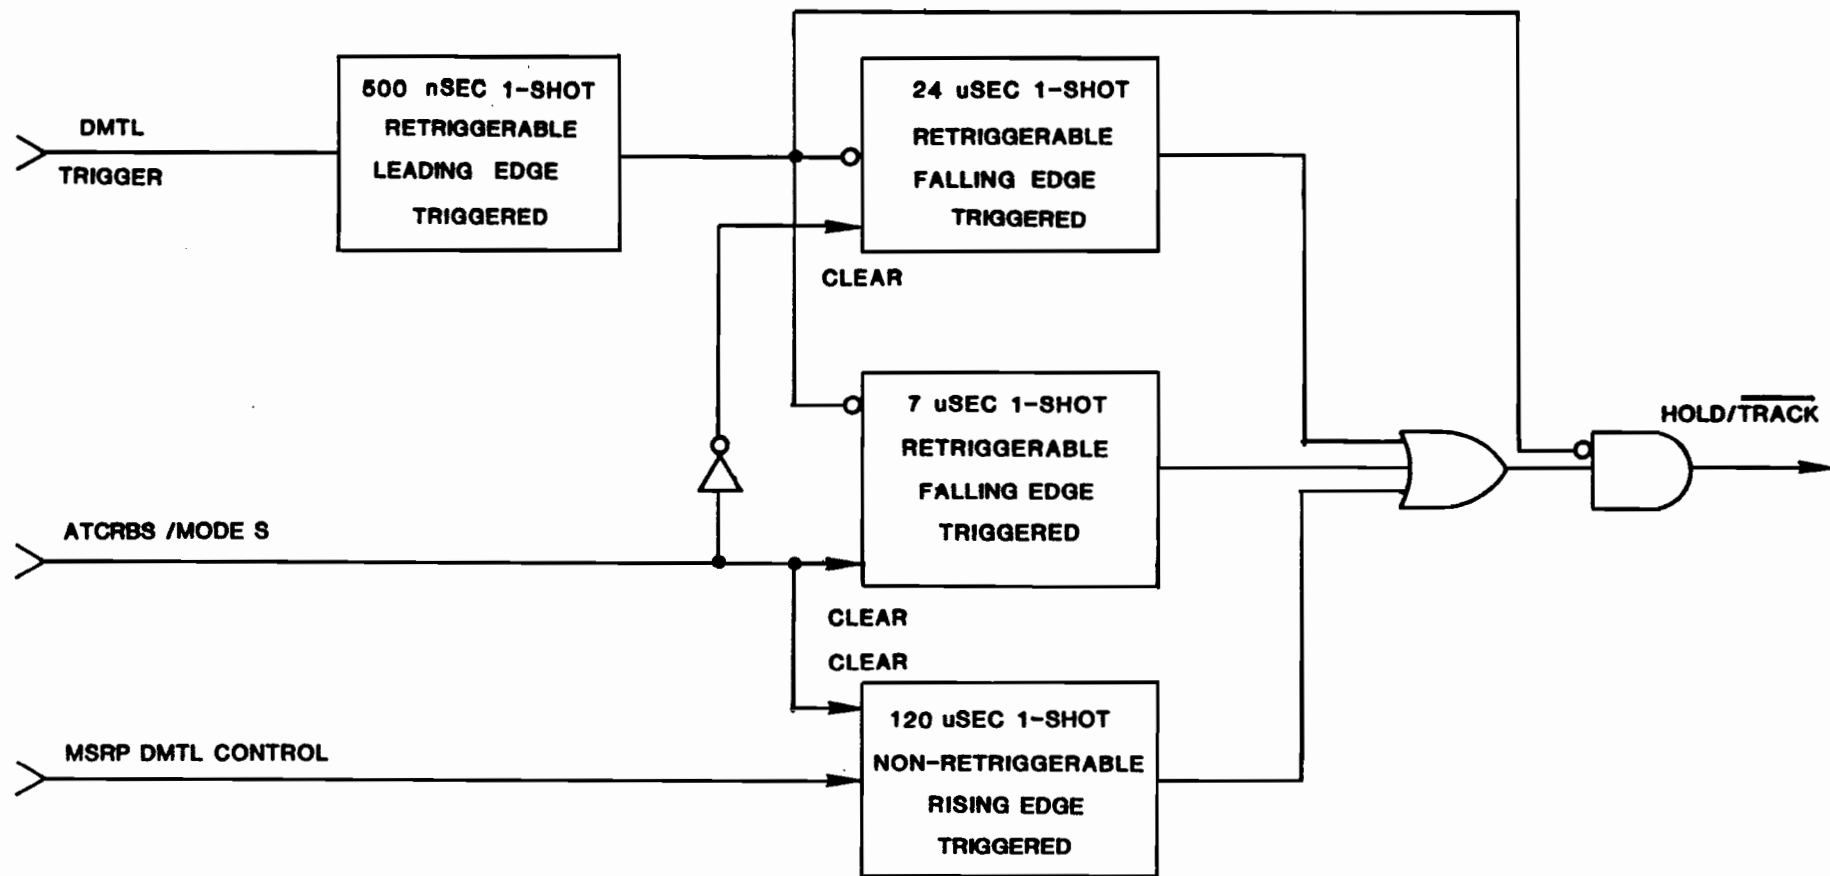 DMTL
TRIGGER
500 nSEC 1-SHOT
RETRIGGERABLE
LEADING EDGE
TRIGGERED
24 uSEC 1-SHOT
RETRIGGERABLE
FALLING EDGE
TRIGGERED
CLEAR
7 uSEC 1-SHOT
RETRIGGERABLE
FALLING EDGE
TRIGGERED
HOLD/TRACK
ATCRBS /MODE S
CLEAR
CLEAR
120 uSEC 1-SHOT
NON-RETRIGGERABLE
RISING EDGE
TRIGGERED
MSRP DMTL CONTROL